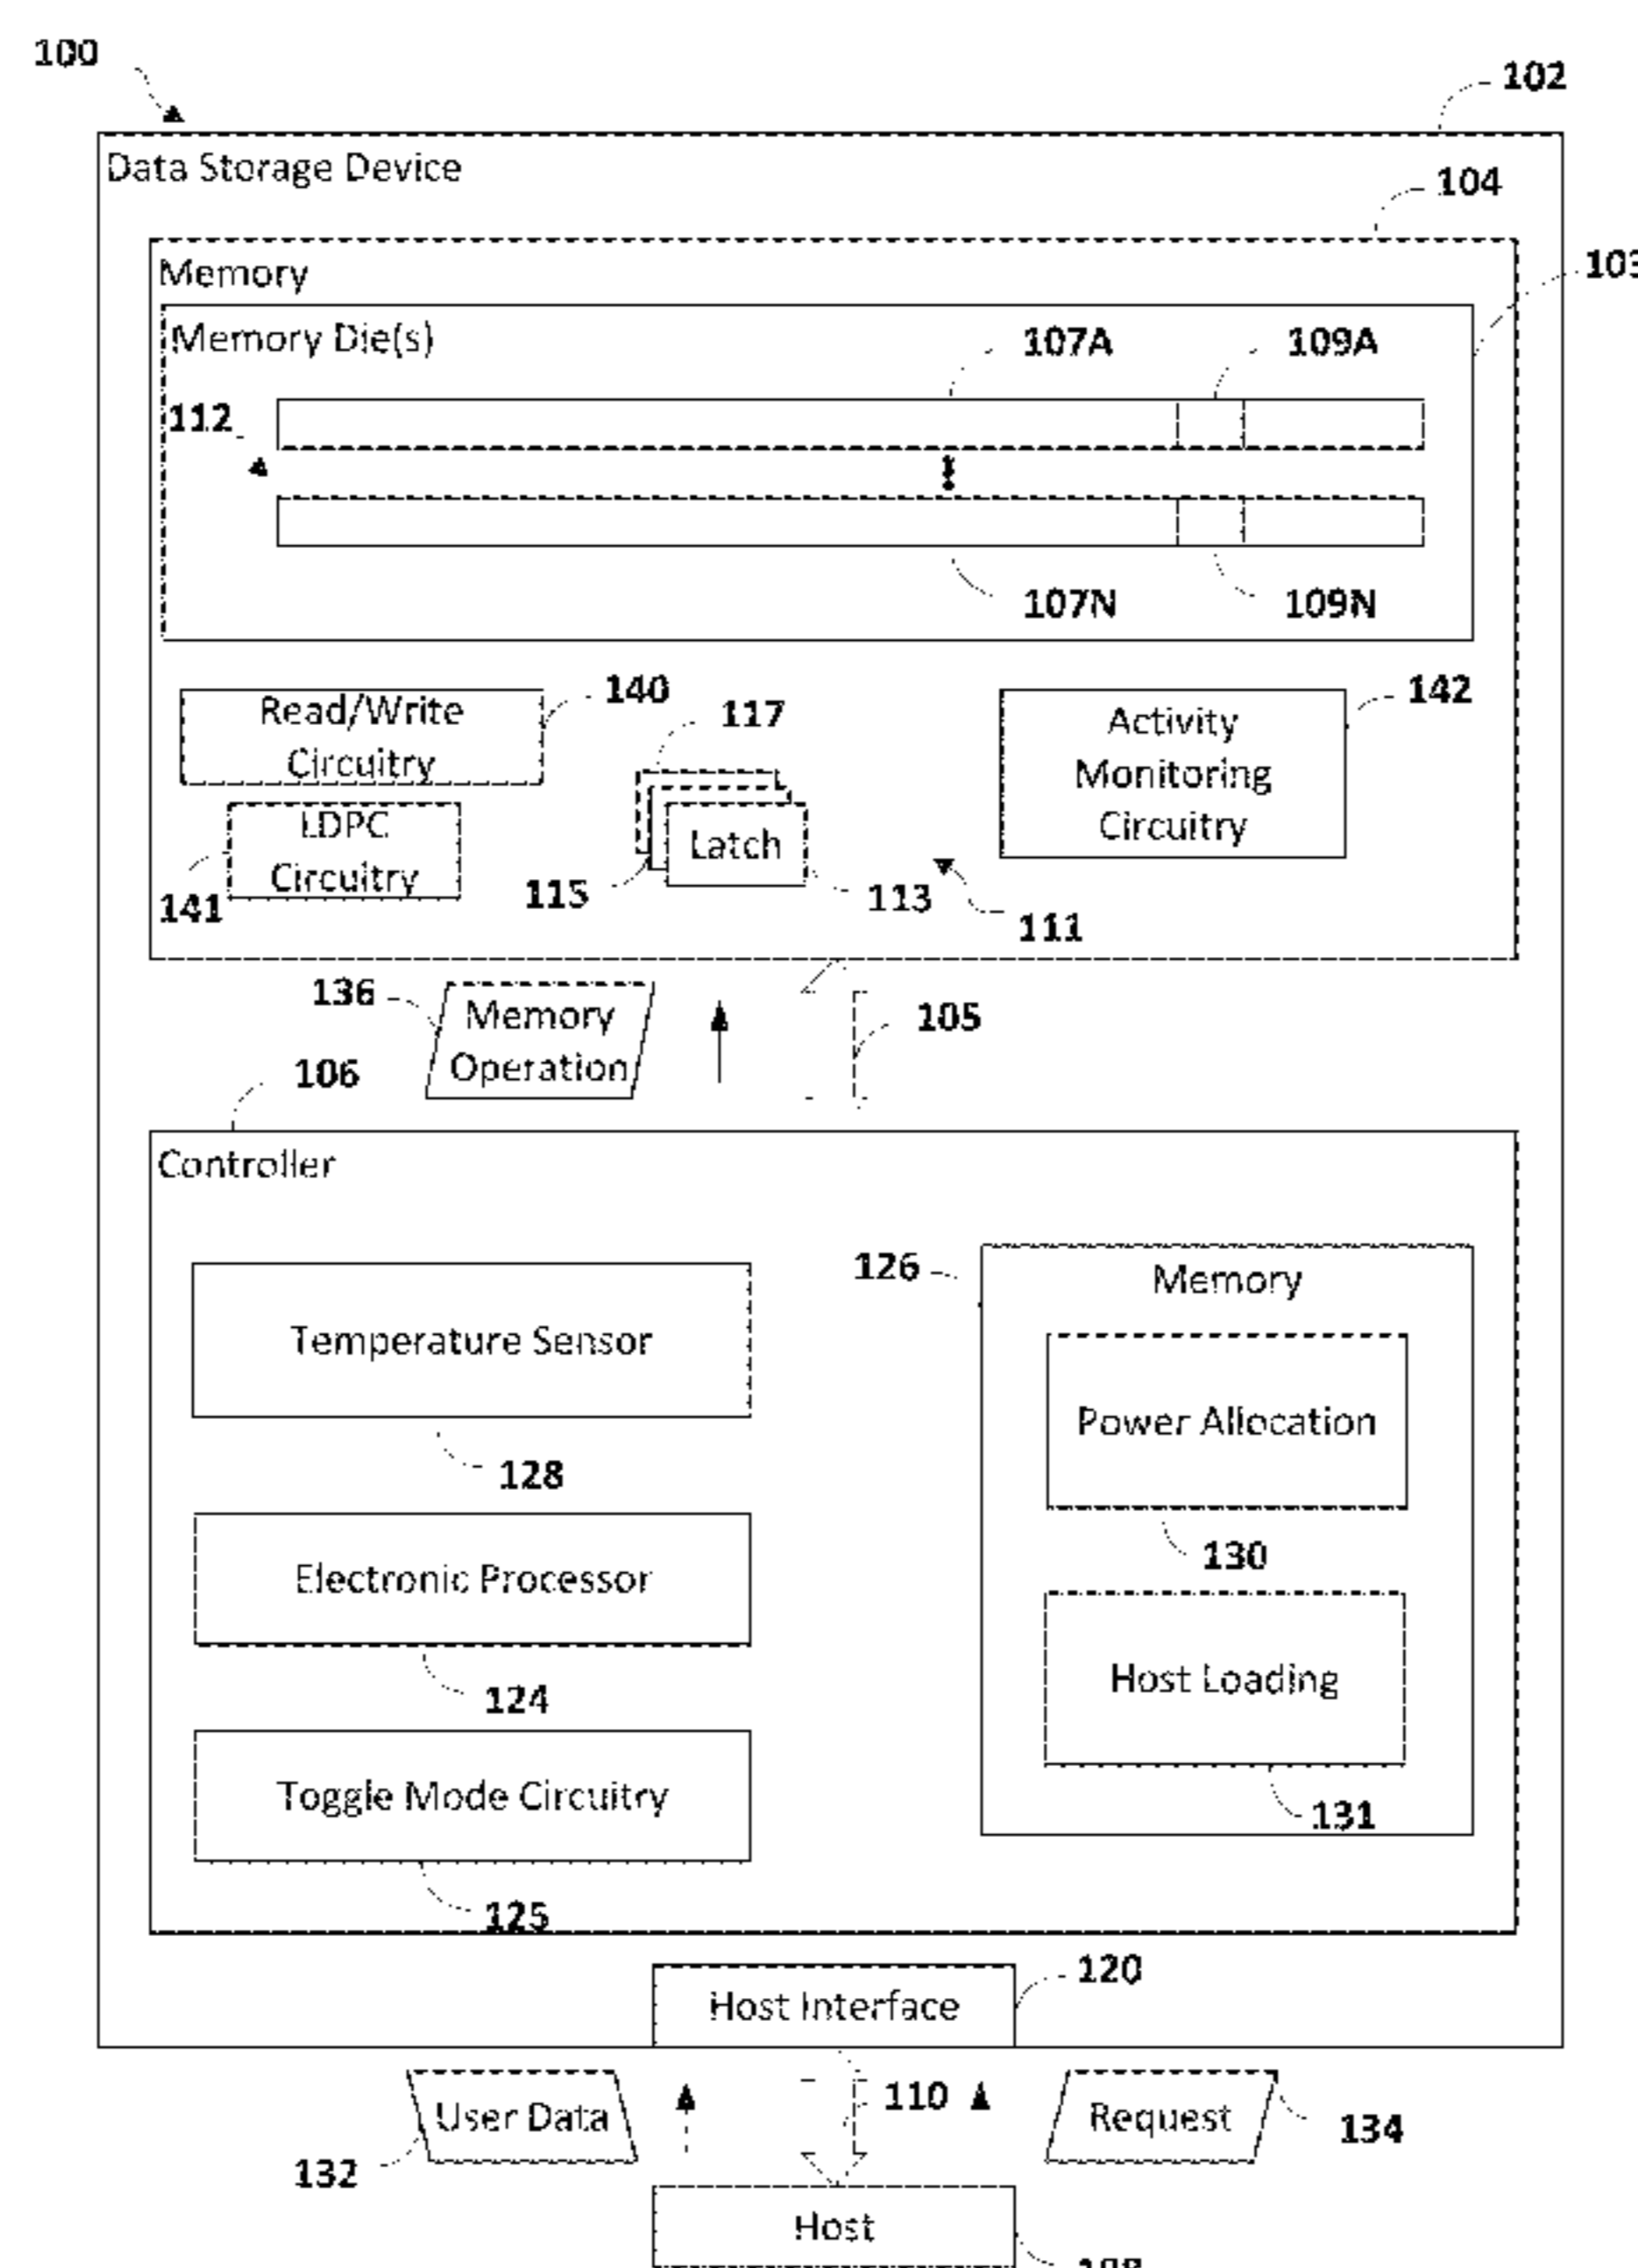 100
102
Data Storage Device
104
Memory
103
Memory Die(s)
107A
109A
112
107N
109N
Read/Write
Circuitry
140
117
Activity
Monitoring
Circuitry
142
LDPC
Circuitry
141
Latch
115
113
111
136
Memory
Operation
105
106
Controller
126
Memory
Temperature Sensor
128
Power Allocation
130
Electronic Processor
124
Host Loading
131
Toggle Mode Circuitry
125
Host Interface
120
User Data
132
110
Request
134
Host